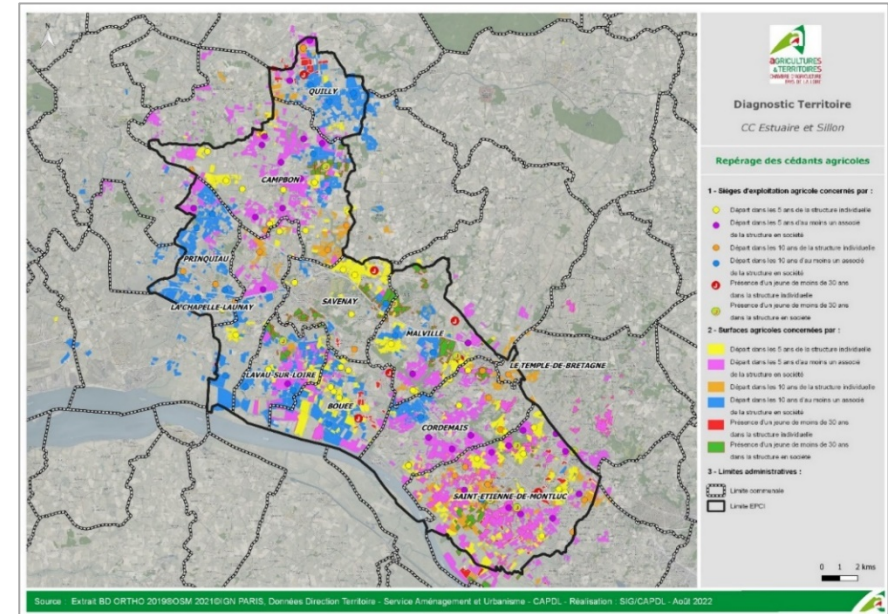 N
QUILLY
CAMPBON
PRINQUIAU
LA CHAPELLE-LAUNAY
SAVENAY
MALVILLE
LE-TEMPLE-DE-BRETAGNE
LAVAU-SUR-LOIRE
BOUEE
CORDEMAIS
SAINT-ETIENNE-DE-MONTLUC
AGRICULTURES
& TERRITOIRES
CHAMBRE D'AGRICULTURE
PAYS DE LA LOIRE
Diagnostic Territoire
CC Estuaire et Sillon
Repérage des cédants agricoles
1 - Sièges d'exploitation agricole concernés par :
Départ dans les 5 ans de la structure individuelle
Départ dans les 5 ans d'au moins un associé
de la structure en société
Départ dans les 10 ans de la structure individuelle
Départ dans les 10 ans d'au moins un associé
de la structure en société
Présence d'un jeune de moins de 30 ans
dans la structure individuelle
Présence d'un jeune de moins de 30 ans
dans la structure en société
2 - Surfaces agricoles concernées par :
Départ dans les 5 ans de la structure individuelle
Départ dans les 5 ans d'au moins un associé
de la structure en société
Départ dans les 10 ans de la structure individuelle
Départ dans les 10 ans d'au moins un associé
de la structure en société
Présence d'un jeune de moins de 30 ans
dans la structure individuelle
Présence d'un jeune de moins de 30 ans
dans la structure en société
3 - Limites administratives :
Limite communale
Limite EPCI
0 1 2 kms
Source : Extrait BD ORTHO 2019®OSM 2021©IGN PARIS, Données Direction Territoire - Service Aménagement et Urbanisme - CAPDL - Réalisation : SIG/CAPDL - Août 2022